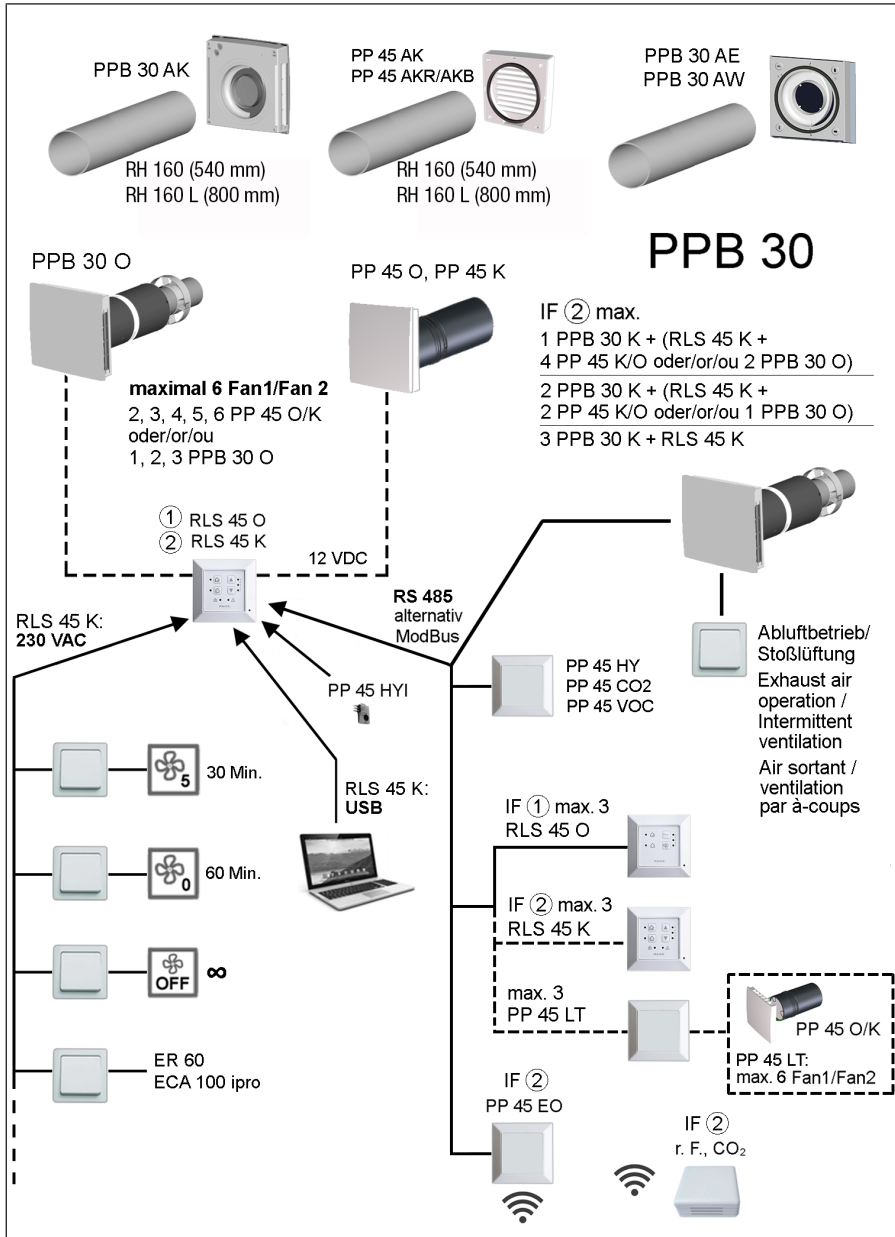 PPB 30 AK
RH 160 (540 mm)
RH 160 L (800 mm)
PP 45 AK
PP 45 AKR/AKB
RH 160 (540 mm)
RH 160 L (800 mm)
PPB 30 AE
PPB 30 AW
PPB 30
PPB 30 O
PP 45 O, PP 45 K
maximal 6 Fan1/Fan 2
2, 3, 4, 5, 6 PP 45 O/K
oder/or/ou
1, 2, 3 PPB 30 O
IF ② max.
1 PPB 30 K + (RLS 45 K +
4 PP 45 K/O oder/or/ou 2 PPB 30 O)
2 PPB 30 K + (RLS 45 K +
2 PP 45 K/O oder/or/ou 1 PPB 30 O)
3 PPB 30 K + RLS 45 K
① RLS 45 O
② RLS 45 K
12 VDC
RLS 45 K:
230 VAC
RS 485
alternativ
ModBus
PP 45 HYI
RLS 45 K:
USB
5
30 Min.
0
60 Min.
OFF
∞
ER 60
ECA 100 ipro
PP 45 HY
PP 45 CO2
PP 45 VOC
Abluftbetrieb/
Stoßlüftung
Exhaust air
operation /
Intermittent
ventilation
Air sortant /
ventilation
par à-coups
IF ① max. 3
RLS 45 O
IF ② max. 3
RLS 45 K
max. 3
PP 45 LT
PP 45 O/K
PP 45 LT:
max. 6 Fan1/Fan2
IF ②
PP 45 EO
IF ②
r. F., CO₂